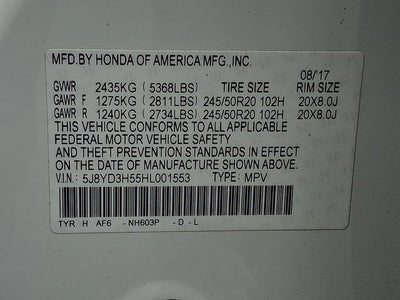 MFD.BY HONDA OF AMERICA MFG.,INC.
08/17
GVWR 2435KG ( 5368LBS) TIRE SIZE RIM SIZE
GAWR F 1275KG ( 2811LBS) 245/50R20 102H 20X8.0J
GAWR R 1240KG ( 2734LBS) 245/50R20 102H 20X8.0J
THIS VEHICLE CONFORMS TO ALL APPLICABLE
FEDERAL MOTOR VEHICLE SAFETY STANDARDS IN EFFECT
ON THE DATE OF MANUFACTURE SHOWN ABOVE.
V.I.N.: 5J8YD3H55HL001553 TYPE: MPV
TYR H AF6 -NH603P -D-L